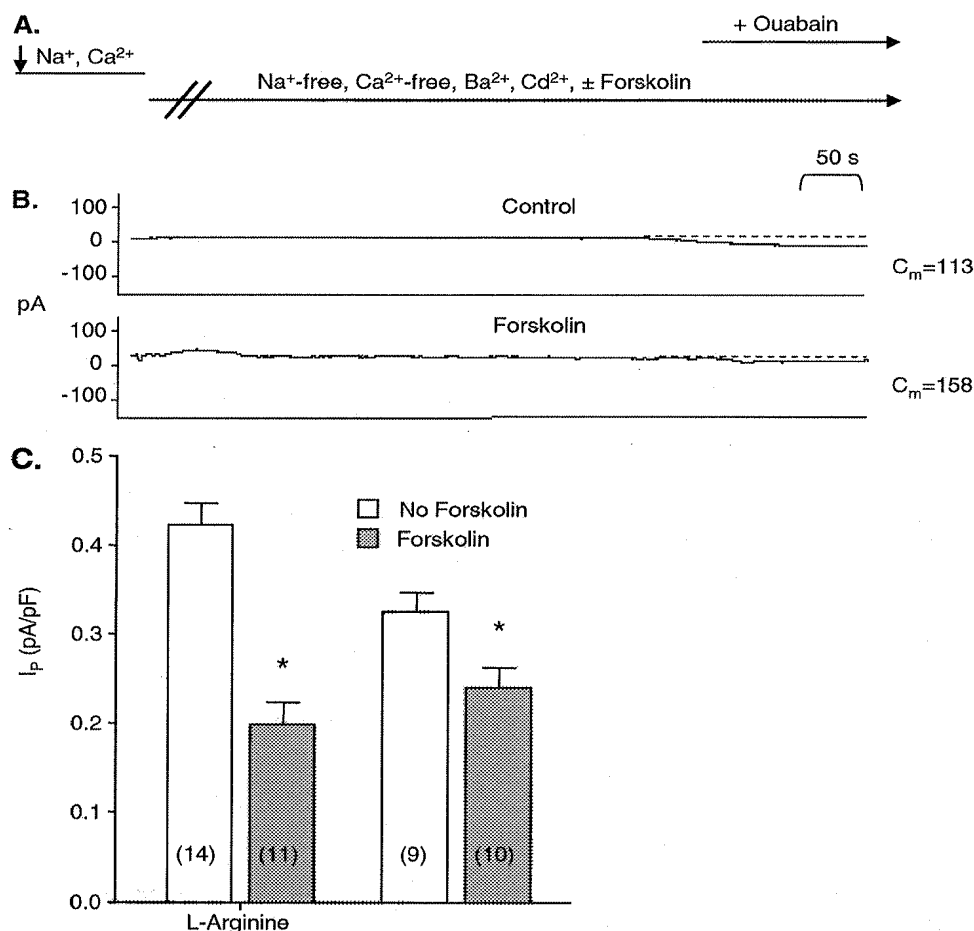 A.
+ Ouabain
Na⁺, Ca²⁺
Na⁺-free, Ca²⁺-free, Ba²⁺, Cd²⁺, ± Forskolin
50 s
B.
100
0
-100
Control
Cₘ=113
pA
100
0
-100
Forskolin
Cₘ=158
C.
0.5
0.4
0.3
0.2
0.1
0.0
I_P (pA/pF)
No Forskolin
Forskolin
*
*
(14)
(11)
(9)
(10)
L-Arginine